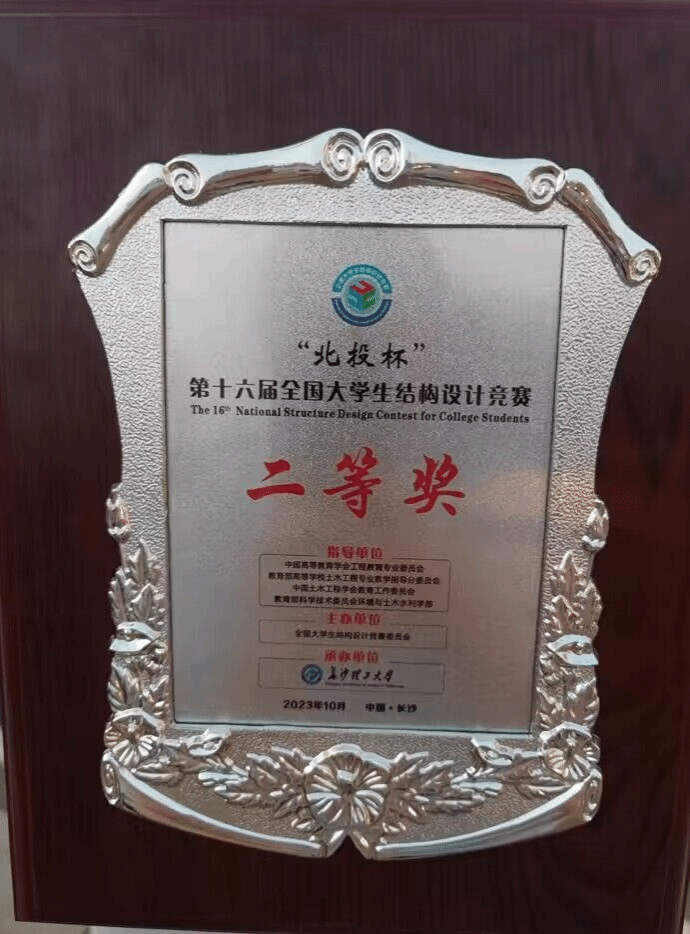 “北投杯”
第十六届全国大学生结构设计竞赛
The 16th National Structure Design Contest for College Students
二等奖
指导单位
中国高等教育学会工程教育专业委员会
教育部高等学校土木工程专业教学指导分委员会
中国土木工程学会教育工作委员会
教育部科学技术委员会环境与土木水利学部
主办单位
全国大学生结构设计竞赛委员会
承办单位
长沙理工大学
2023年10月 中国·长沙